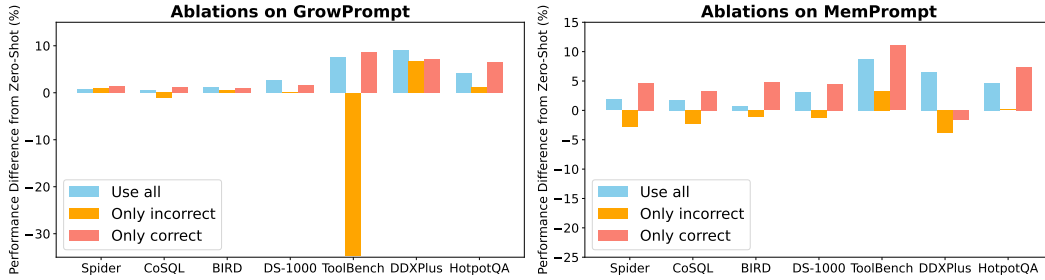 Ablations on GrowPrompt
Performance Difference from Zero-Shot (%)
10
0
−10
−20
−30
Use all
Only incorrect
Only correct
Spider CoSQL BIRD DS-1000 ToolBench DDXPlus HotpotQA
Ablations on MemPrompt
Performance Difference from Zero-Shot (%)
15
10
5
0
−5
−10
−15
−20
−25
Use all
Only incorrect
Only correct
Spider CoSQL BIRD DS-1000 ToolBench DDXPlus HotpotQA